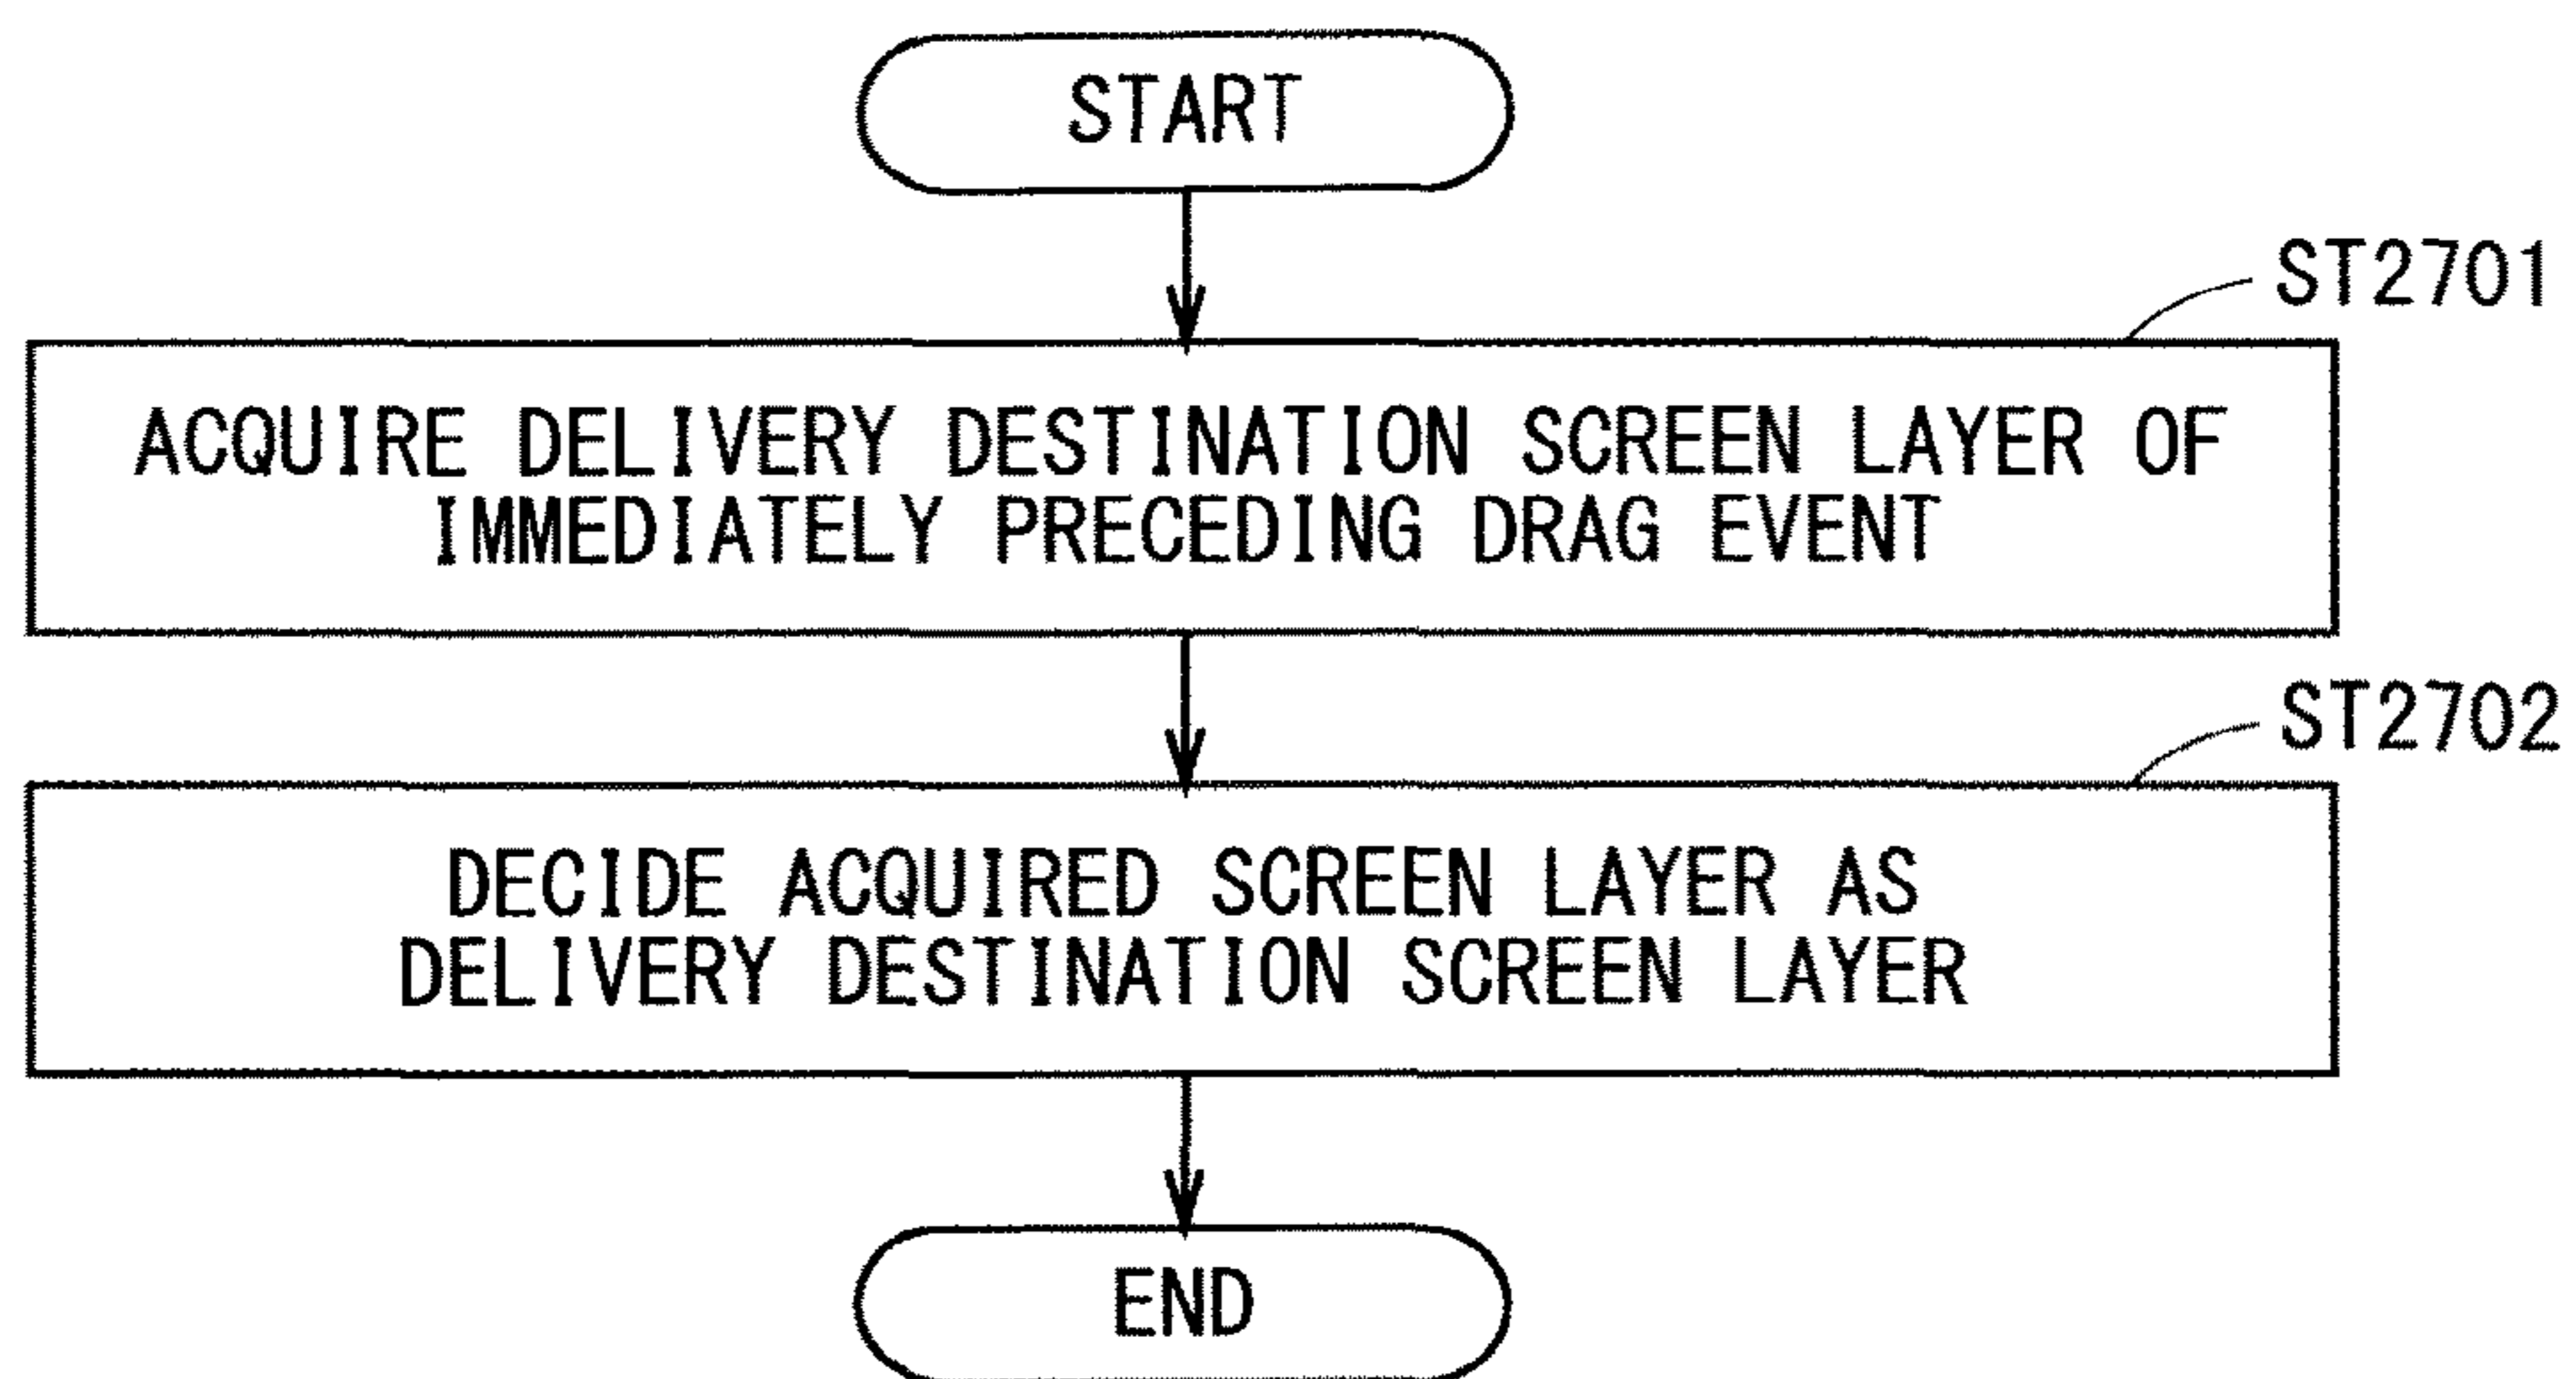 START
ST2701
ACQUIRE DELIVERY DESTINATION SCREEN LAYER OF
IMMEDIATELY PRECEDING DRAG EVENT
ST2702
DECIDE ACQUIRED SCREEN LAYER AS
DELIVERY DESTINATION SCREEN LAYER
END